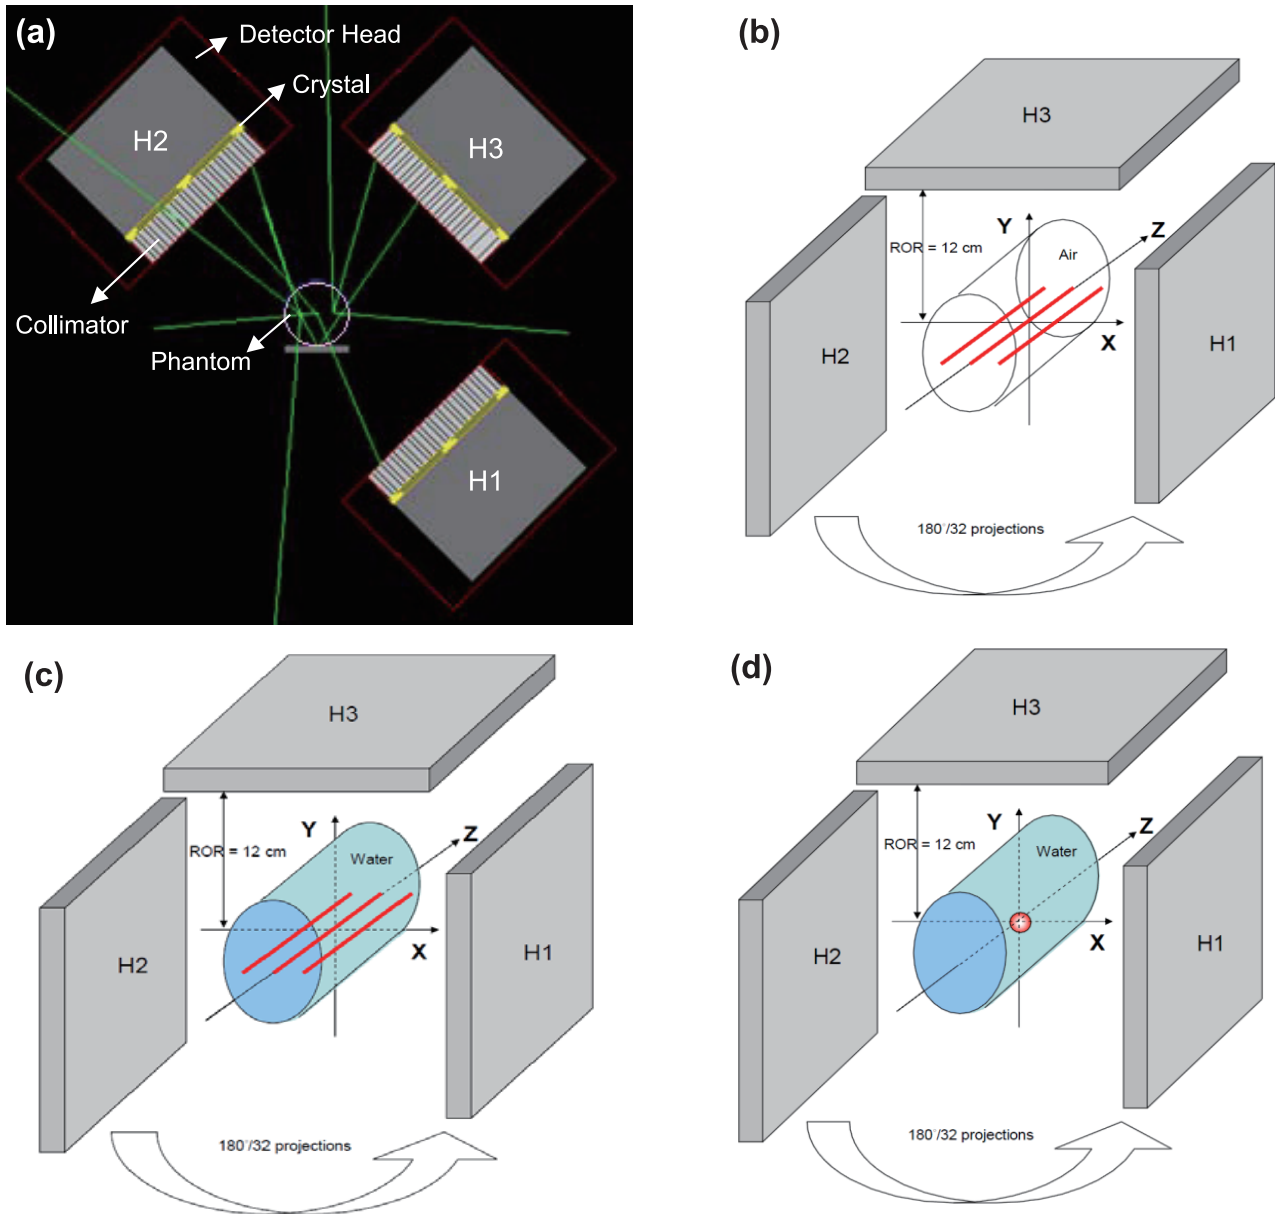 (a)
Detector Head
Crystal
H2
H3
Collimator
Phantom
H1
(b)
H3
Y
Z
ROR = 12 cm
Air
X
H2
H1
180°/32 projections
(c)
H3
Y
Z
ROR = 12 cm
Water
X
H2
H1
180°/32 projections
(d)
H3
Y
Z
ROR = 12 cm
Water
X
H2
H1
180°/32 projections